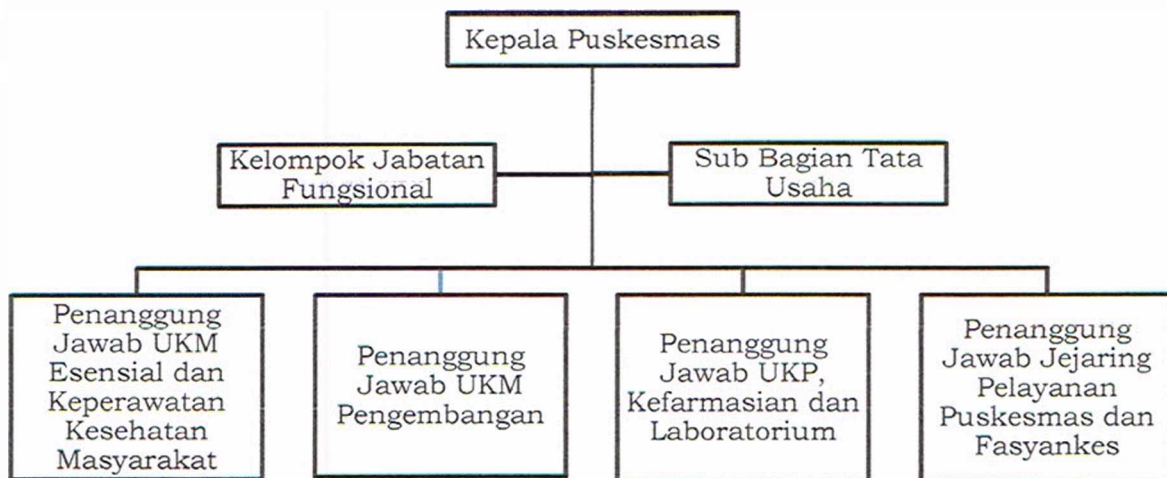 Kepala Puskesmas
Kelompok Jabatan
Fungsional
Sub Bagian Tata
Usaha
Penanggung
Jawab UKM
Esensial dan
Keperawatan
Kesehatan
Masyarakat
Penanggung
Jawab UKM
Pengembangan
Penanggung
Jawab UKP,
Kefarmasian dan
Laboratorium
Penanggung
Jawab Jejaring
Pelayanan
Puskesmas dan
Fasyankes